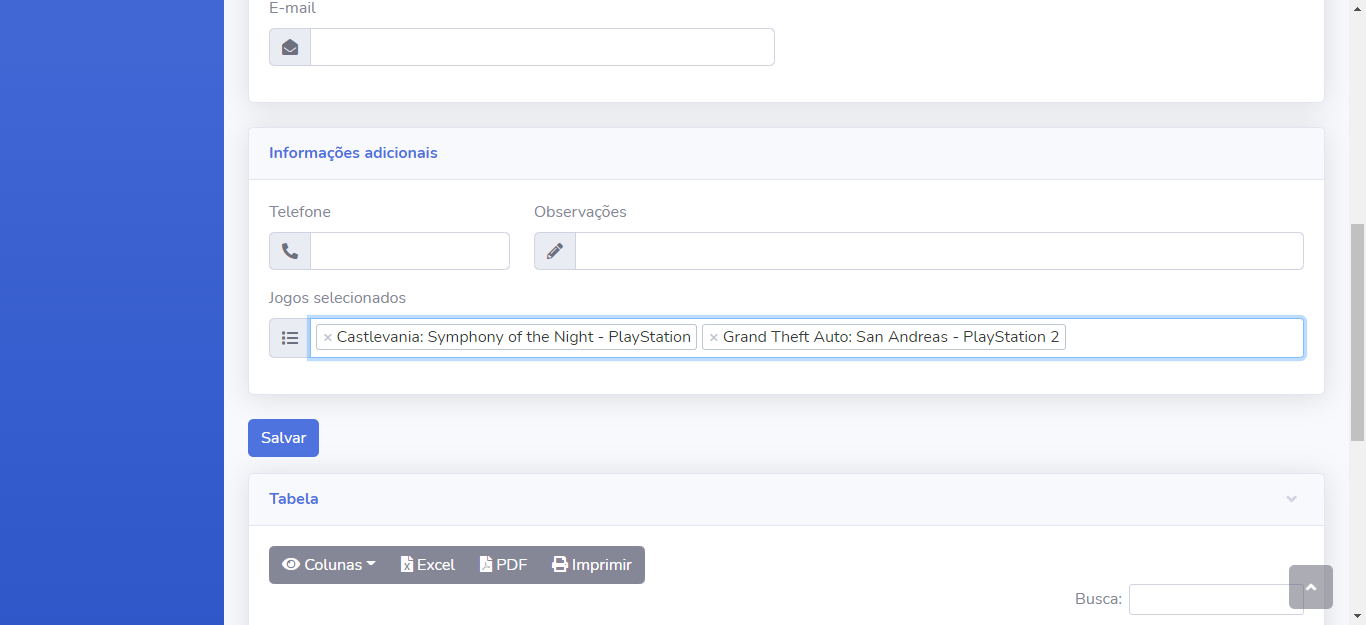 E-mail
Informações adicionais
Telefone
Observações
Jogos selecionados
× Castlevania: Symphony of the Night - PlayStation × Grand Theft Auto: San Andreas - PlayStation 2
Salvar
Tabela
Colunas Excel PDF Imprimir
Busca: